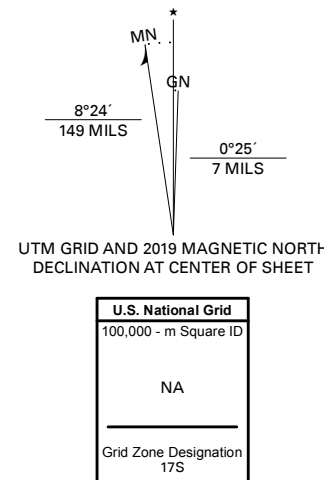 ★
MN
GN
8°24´
149 MILS
0°25´
7 MILS
UTM GRID AND 2019 MAGNETIC NORTH
DECLINATION AT CENTER OF SHEET
U.S. National Grid
100,000 - m Square ID
NA
Grid Zone Designation
17S